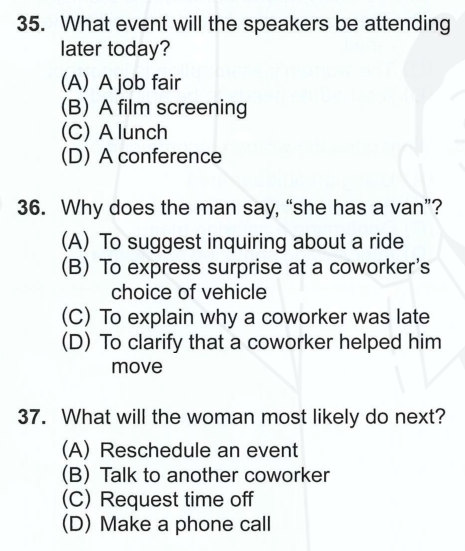 35. What event will the speakers be attending
later today?
(A) A job fair
(B) A film screening
(C) A lunch
(D) A conference
36. Why does the man say, “she has a van”?
(A) To suggest inquiring about a ride
(B) To express surprise at a coworker’s
choice of vehicle
(C) To explain why a coworker was late
(D) To clarify that a coworker helped him
move
37. What will the woman most likely do next?
(A) Reschedule an event
(B) Talk to another coworker
(C) Request time off
(D) Make a phone call